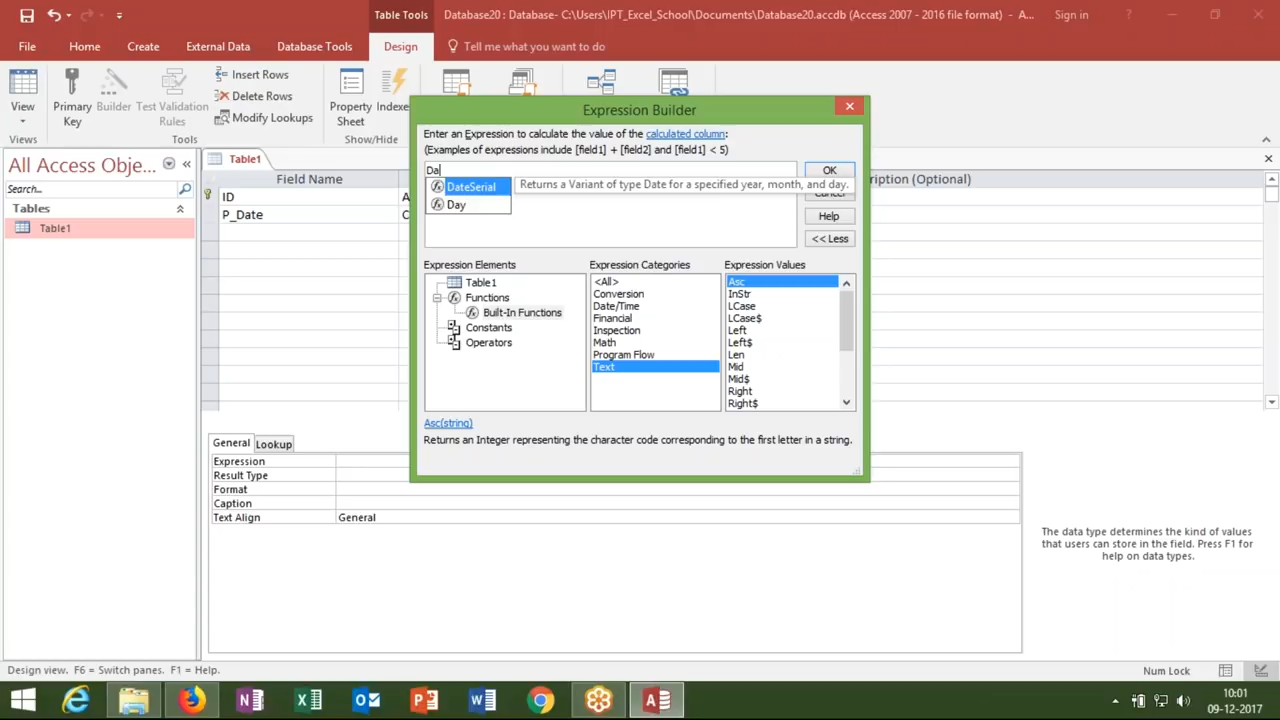 Table Tools
Database20 : Database- C:\Users\IPT_Excel_School\Documents\Database20.accdb (Access 2007 - 2016 file format) - A...
Sign in
?
File
Home
Create
External Data
Database Tools
Design
Tell me what you want to do
View
Primary Key
Builder
Test Validation Rules
Insert Rows
Delete Rows
Modify Lookups
Property Sheet
Indexe
Views
Tools
Show/Hide
Expression Builder
Enter an Expression to calculate the value of the calculated column:
(Examples of expressions include [field1] + [field2] and [field1] < 5)
Da
DateSerial
Returns a Variant of type Date for a specified year, month, and day.
Day
OK
Cancel
Help
<< Less
All Access Obje...
Search...
Tables
Table1
Table1
Field Name
ription (Optional)
ID
A
P_Date
C
Expression Elements
Expression Categories
Expression Values
Table1
Functions
Built-In Functions
Constants
Operators
<All>
Conversion
Date/Time
Financial
Inspection
Math
Program Flow
Text
Asc
InStr
LCase
LCase$
Left
Left$
Len
Mid
Mid$
Right
Right$
Asc(string)
Returns an Integer representing the character code corresponding to the first letter in a string.
General
Lookup
Expression
Result Type
Format
Caption
Text Align
General
The data type determines the kind of values
that users can store in the field. Press F1 for
help on data types.
Design view. F6 = Switch panes. F1 = Help.
Num Lock
10:01
09-12-2017